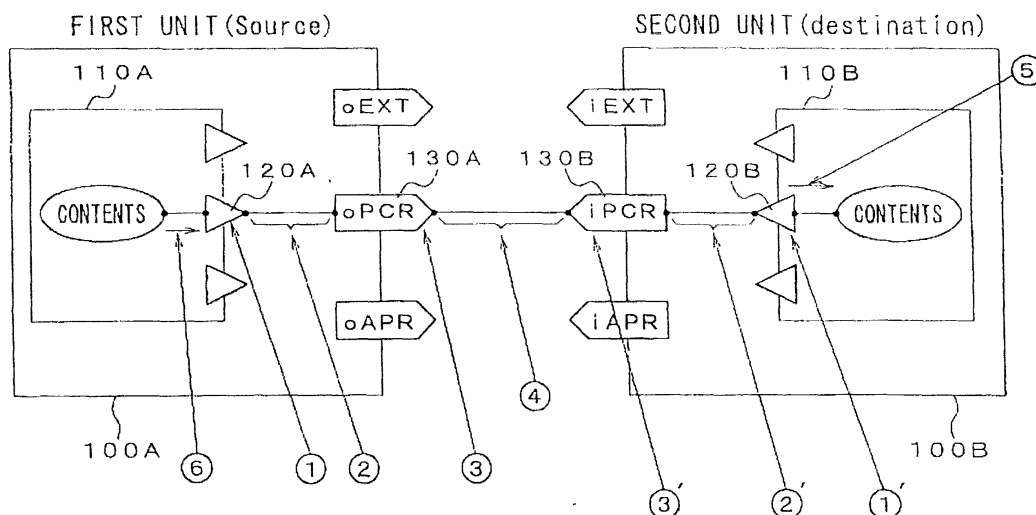 FIRST UNIT(Source)
SECOND UNIT(destination)
110A
110B
⑤
oEXT
iEXT
120A
130A
130B
120B
CONTENTS
oPCR
iPCR
CONTENTS
oAPR
iAPR
④
100A
⑥
①
②
③
③′
②′
①′
100B